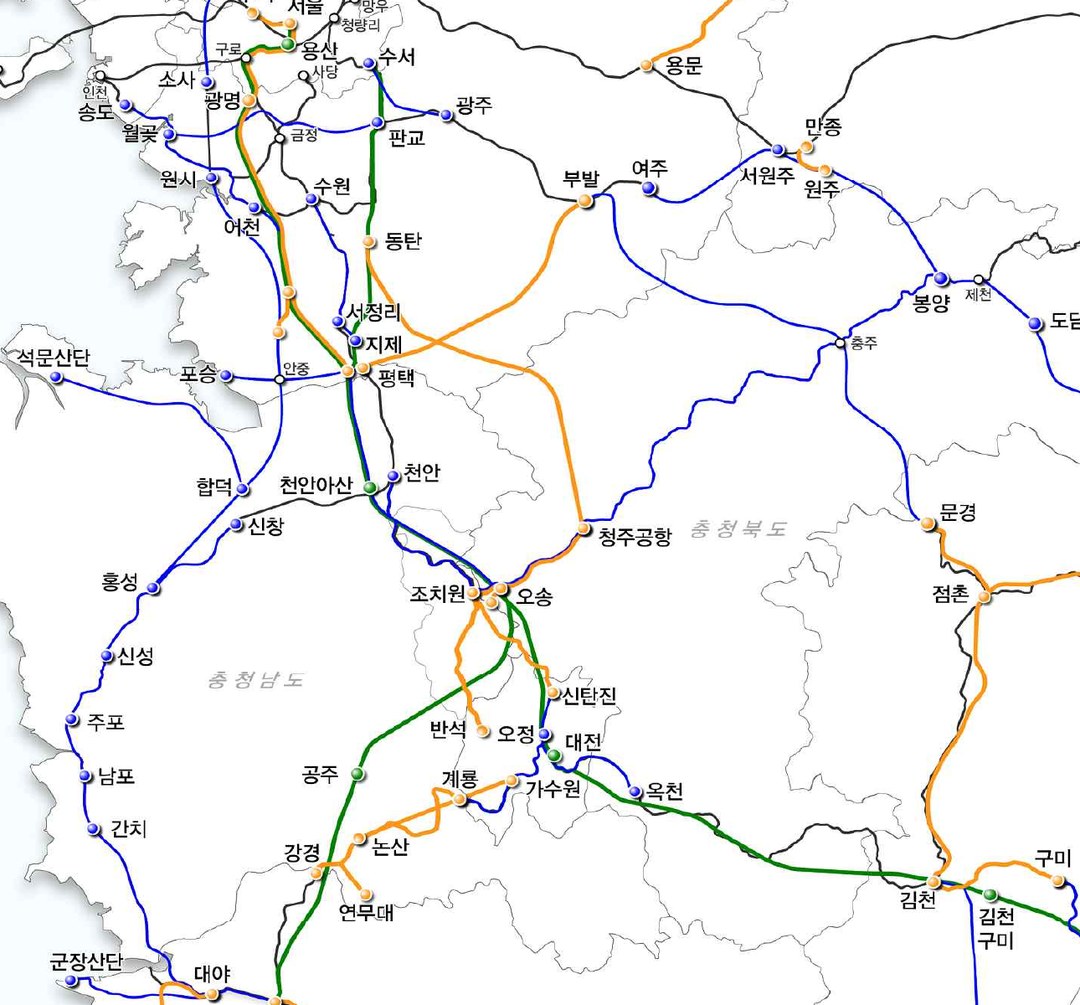 서울
망우
청량리
구로
용산
수서
용문
소사
사당
인천
광명
송도
광주
월곶
금정
판교
만종
원시
수원
부발
여주
서원주
원주
어천
동탄
봉양
제천
서정리
도담
석문산단
지제
충주
포승
안중
평택
합덕
천안아산
천안
신창
문경
청주공항
충청북도
홍성
조치원
오송
점촌
신성
충청남도
신탄진
주포
반석
오정
대전
남포
공주
계룡
가수원
옥천
간치
강경
논산
구미
연무대
김천
김천
구미
군장산단
대야